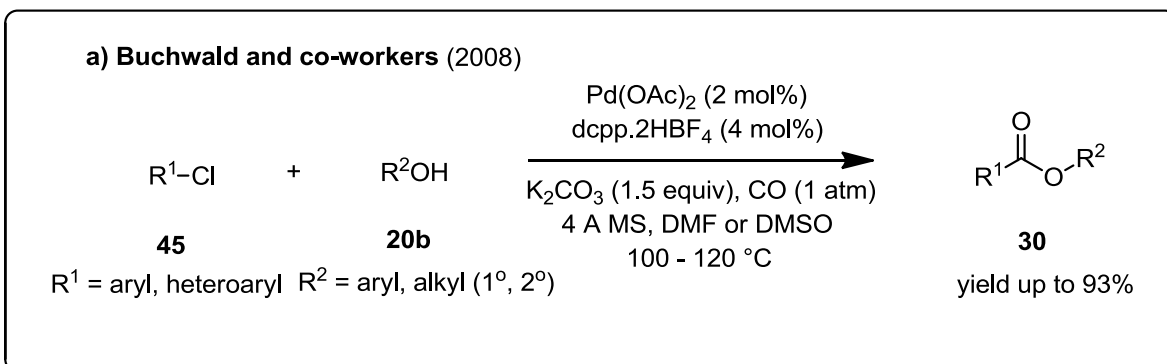 a) Buchwald and co-workers (2008)
Pd(OAc)₂ (2 mol%)
dcpp.2HBF₄ (4 mol%)
R¹–Cl + R²OH
K₂CO₃ (1.5 equiv), CO (1 atm)
4 A MS, DMF or DMSO
100 - 120 °C
O
R¹ O R²
45 20b 30
R¹ = aryl, heteroaryl R² = aryl, alkyl (1º, 2º) yield up to 93%